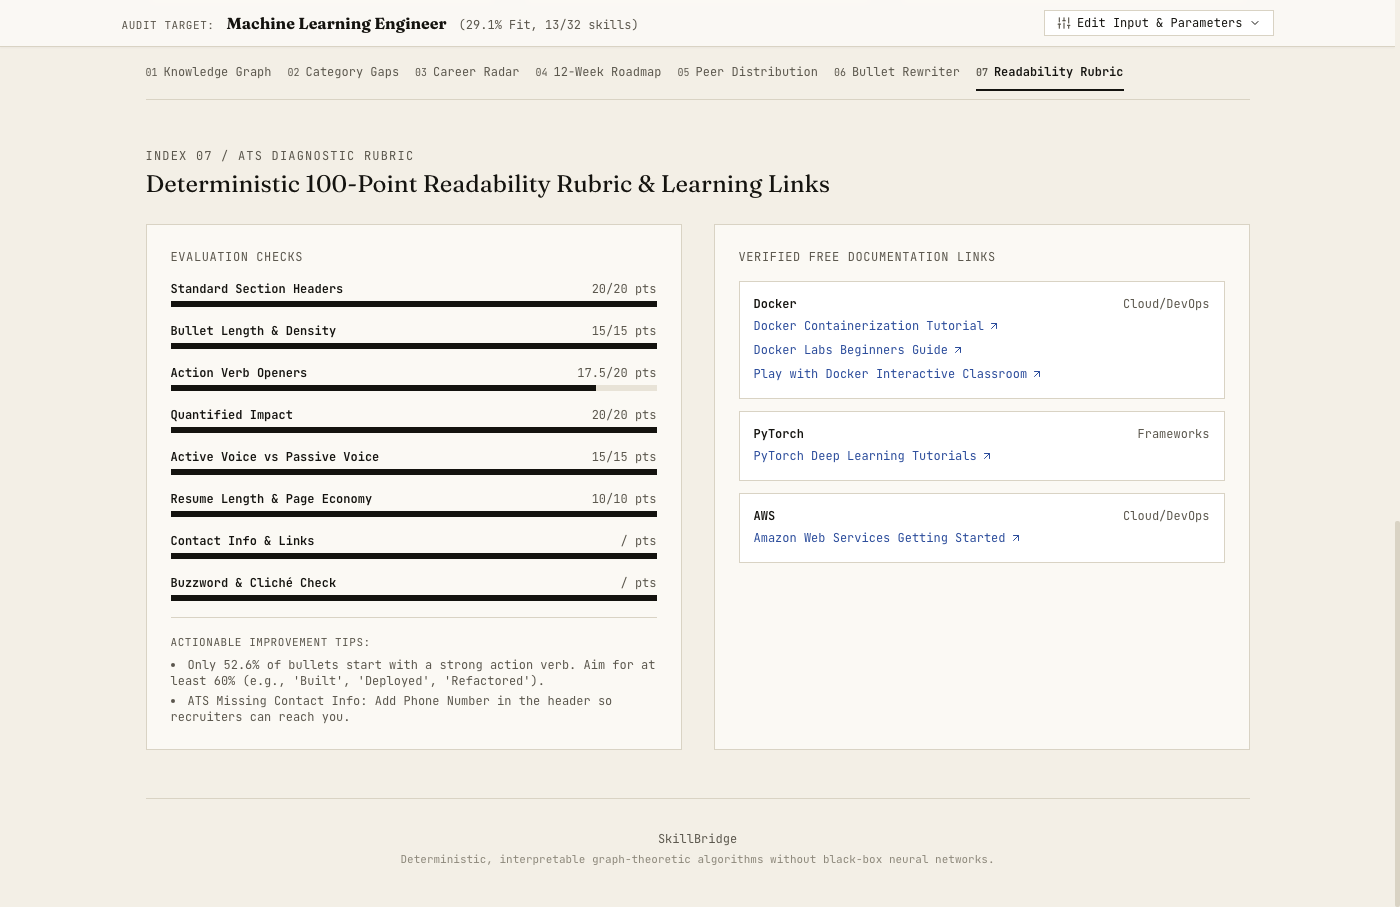 AUDIT TARGET: Machine Learning Engineer (29.1% Fit, 13/32 skills)
Edit Input & Parameters
01 Knowledge Graph 02 Category Gaps 03 Career Radar 04 12-Week Roadmap 05 Peer Distribution 06 Bullet Rewriter 07 Readability Rubric
INDEX 07 / ATS DIAGNOSTIC RUBRIC
Deterministic 100-Point Readability Rubric & Learning Links
EVALUATION CHECKS
Standard Section Headers 20/20 pts
Bullet Length & Density 15/15 pts
Action Verb Openers 17.5/20 pts
Quantified Impact 20/20 pts
Active Voice vs Passive Voice 15/15 pts
Resume Length & Page Economy 10/10 pts
Contact Info & Links / pts
Buzzword & Cliché Check / pts
ACTIONABLE IMPROVEMENT TIPS:
• Only 52.6% of bullets start with a strong action verb. Aim for at
least 60% (e.g., 'Built', 'Deployed', 'Refactored').
• ATS Missing Contact Info: Add Phone Number in the header so
recruiters can reach you.
VERIFIED FREE DOCUMENTATION LINKS
Docker Cloud/DevOps
Docker Containerization Tutorial
Docker Labs Beginners Guide
Play with Docker Interactive Classroom
PyTorch Frameworks
PyTorch Deep Learning Tutorials
AWS Cloud/DevOps
Amazon Web Services Getting Started
SkillBridge
Deterministic, interpretable graph-theoretic algorithms without black-box neural networks.